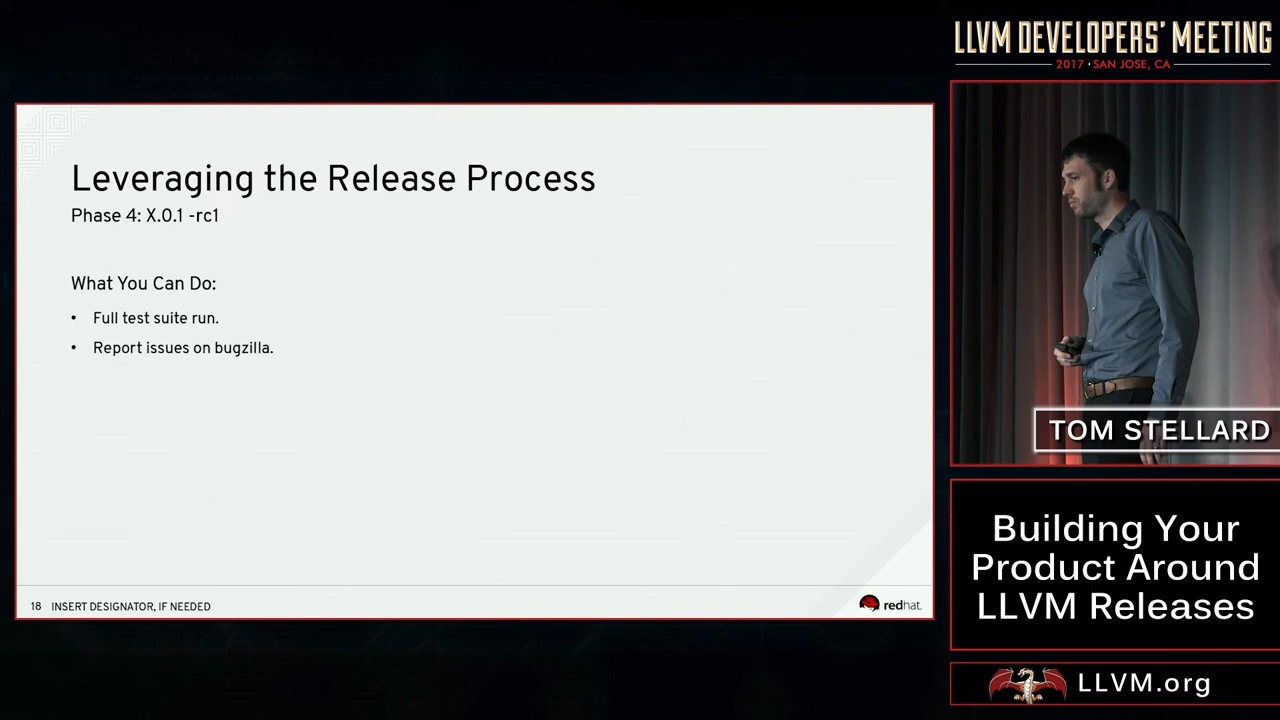 LLVM DEVELOPERS' MEETING
2017 · SAN JOSE, CA
Leveraging the Release Process
Phase 4: X.0.1 -rc1
What You Can Do:
• Full test suite run.
• Report issues on bugzilla.
18 INSERT DESIGNATOR, IF NEEDED
redhat.
TOM STELLARD
Building Your
Product Around
LLVM Releases
LLVM.org